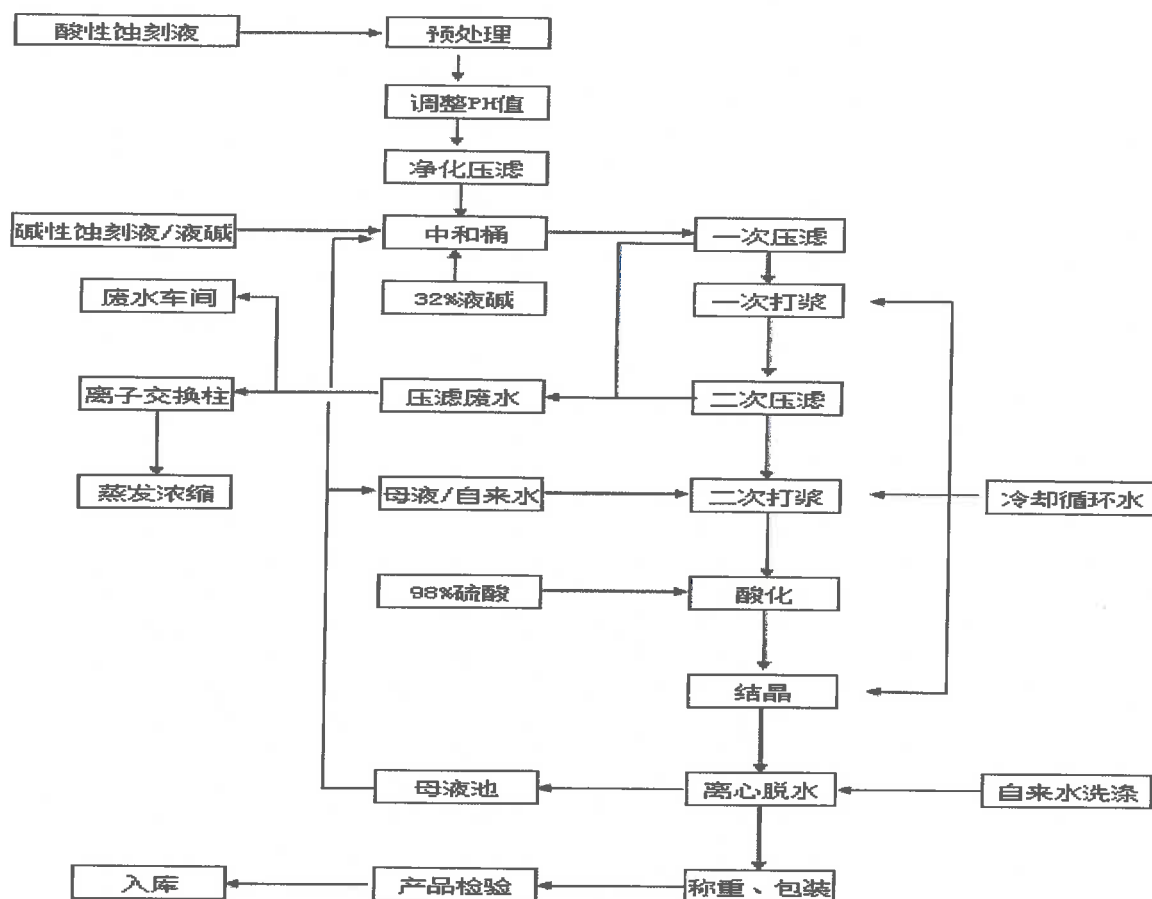 酸性蚀刻液
预处理
调整PH值
净化压滤
碱性蚀刻液/液碱
中和桶
一次压滤
废水车间
32%液碱
一次打浆
离子交换柱
压滤废水
二次压滤
蒸发浓缩
母液/自来水
二次打浆
冷却循环水
98%硫酸
酸化
结晶
母液池
离心脱水
自来水洗涤
入库
产品检验
称重、包装